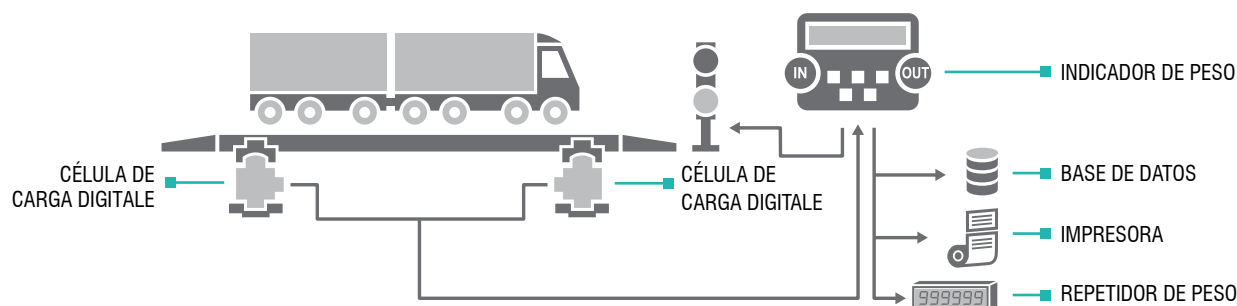 IN
OUT
INDICADOR DE PESO
CÉLULA DE
CARGA DIGITALE
CÉLULA DE
CARGA DIGITALE
BASE DE DATOS
IMPRESORA
999999
REPETIDOR DE PESO